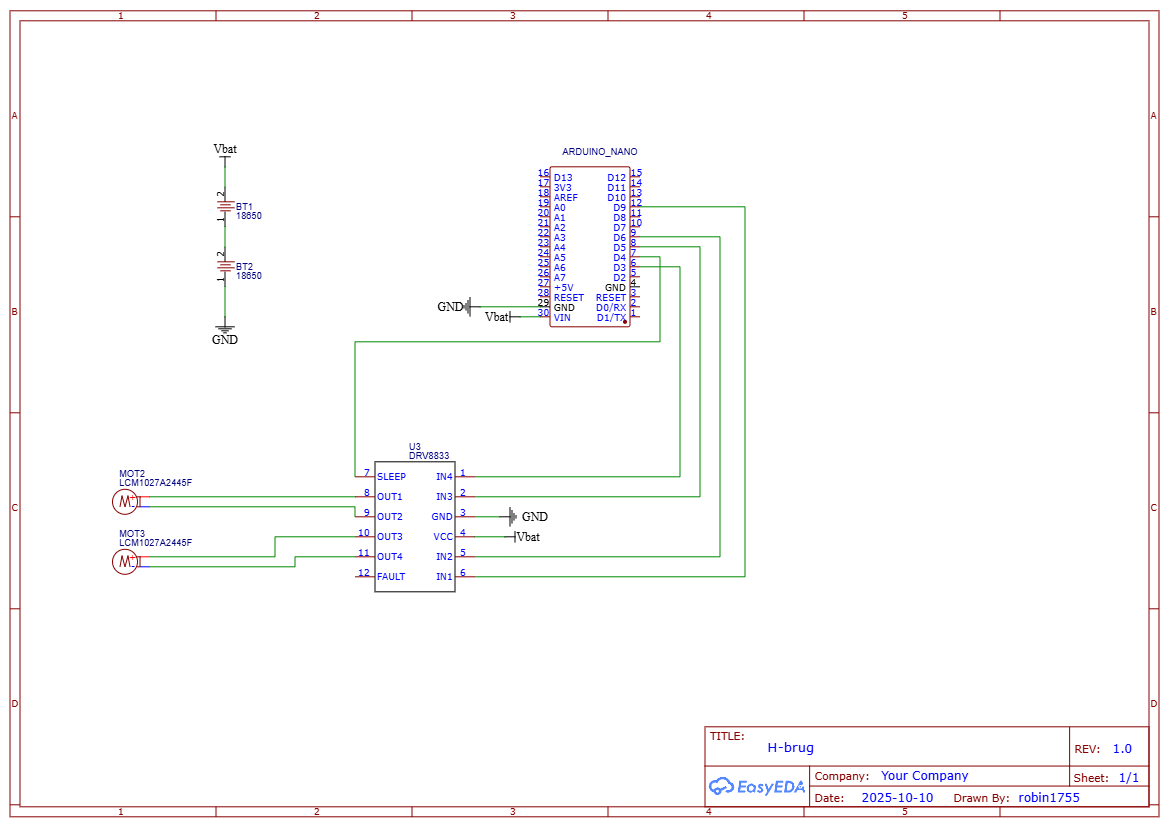 1 2 3 4 5
A A
B B
C C
D D
Vbat
2
BT1
18650
1
2
BT2
18650
1
GND
ARDUINO_NANO
16 D13 D12 15
17 3V3 D11 14
18 AREF D10 13
19 A0 D9 12
20 A1 D8 11
21 A2 D7 10
22 A3 D6 9
23 A4 D5 8
24 A5 D4 7
25 A6 D3 6
26 A7 D2 5
27 +5V GND 4
28 RESET RESET 3
GND 29 GND D0/RX 2
Vbat 30 VIN D1/TX 1
U3
DRV8833
7 SLEEP IN4 1
8 OUT1 IN3 2
9 OUT2 GND 3 GND
10 OUT3 VCC 4 Vbat
11 OUT4 IN2 5
12 FAULT IN1 6
MOT2
LCM1027A2445F
M + -
MOT3
LCM1027A2445F
M + -
TITLE:
H-brug
REV: 1.0
EasyEDA
Company: Your Company
Sheet: 1/1
Date: 2025-10-10 Drawn By: robin1755
1 2 3 4 5